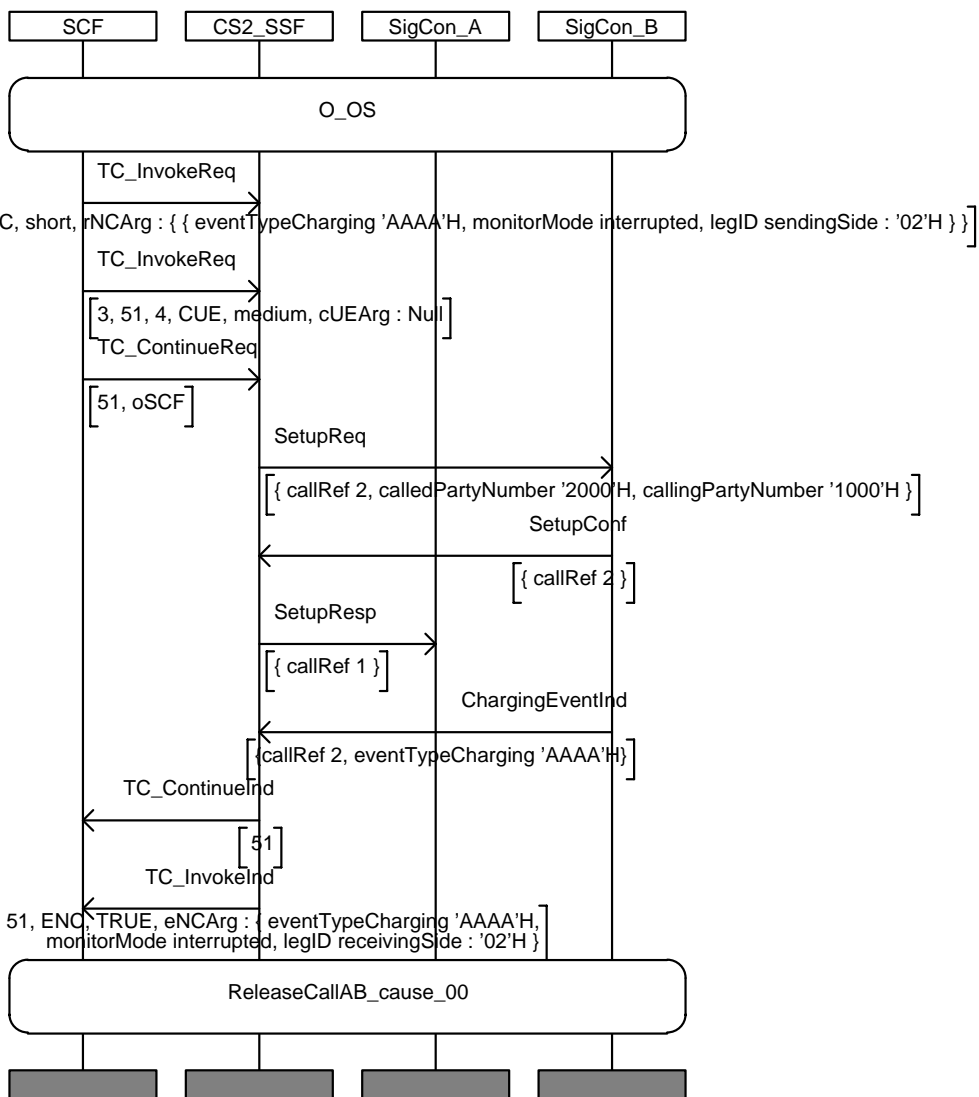 SCF CS2_SSF SigCon_A SigCon_B
O_OS
TC_InvokeReq
C, short, rNCArg : { { eventTypeCharging 'AAAA'H, monitorMode interrupted, legID sendingSide : '02'H } }
TC_InvokeReq
3, 51, 4, CUE, medium, cUEArg : Null
TC_ContinueReq
51, oSCF
SetupReq
{ callRef 2, calledPartyNumber '2000'H, callingPartyNumber '1000'H }
SetupConf
{ callRef 2 }
SetupResp
{ callRef 1 }
ChargingEventInd
{callRef 2, eventTypeCharging 'AAAA'H}
TC_ContinueInd
51
TC_InvokeInd
51, ENC, TRUE, eNCArg : { eventTypeCharging 'AAAA'H,
monitorMode interrupted, legID receivingSide : '02'H }
ReleaseCallAB_cause_00